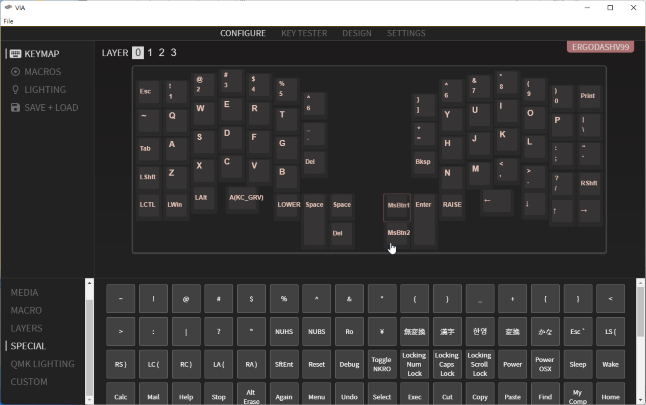 VIA
File
CONFIGURE KEY TESTER DESIGN SETTINGS
KEYMAP
MACROS
LIGHTING
SAVE + LOAD
LAYER 0 1 2 3
ERGODASHV99
Esc ! 1 @ 2 # 3 $ 4 % 5 ^ 6 ] ] ^ 6 & 7 * 8 ( 9 ) 0 Print
~ Q W E R T _ - + = Y U I O P | \
Tab A S D F G Del Bksp H J K L : ; " '
LShft Z X C V B N M < , > . ? / RShft
LCTL LWin LAlt A(KC_GRV) LOWER Space Space MsBtn1 Enter RAISE ← ↓ ↑ →
Del MsBtn2
MEDIA
MACRO
LAYERS
SPECIAL
QMK LIGHTING
CUSTOM
~ ! @ # $ % ^ & * ( ) _ + { } <
> : | ? " NUHS NUBS Ro ¥ 無変換 漢字 한영 変換 かな Esc ` LS (
RS ) LC ( RC ) LA ( RA ) SftEnt Reset Debug Toggle NKRO Locking Num Lock Locking Caps Lock Locking Scroll Lock Power Power OSX Sleep Wake
Calc Mail Help Stop Alt Erase Again Menu Undo Select Exec Cut Copy Paste Find My Comp Home